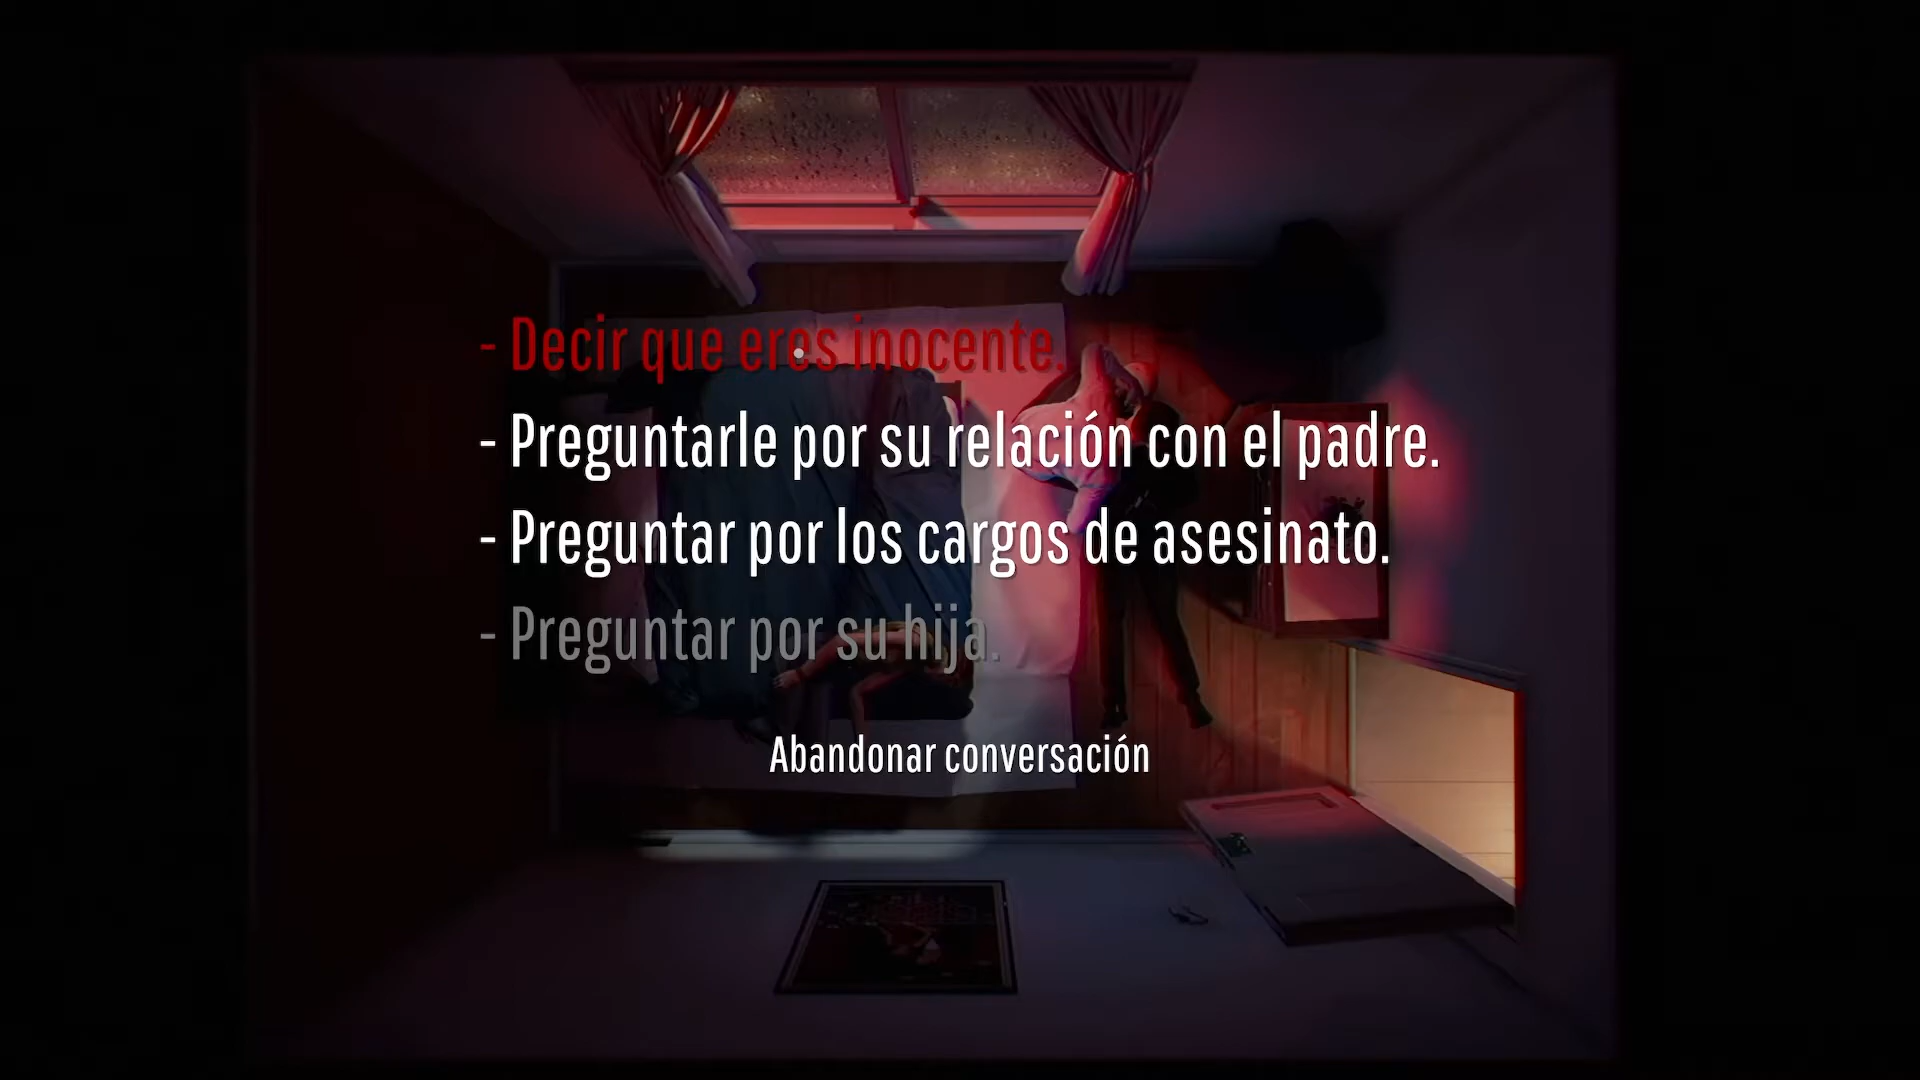 - Decir que eres inocente.
- Preguntarle por su relación con el padre.
- Preguntar por los cargos de asesinato.
- Preguntar por su hija.
Abandonar conversación